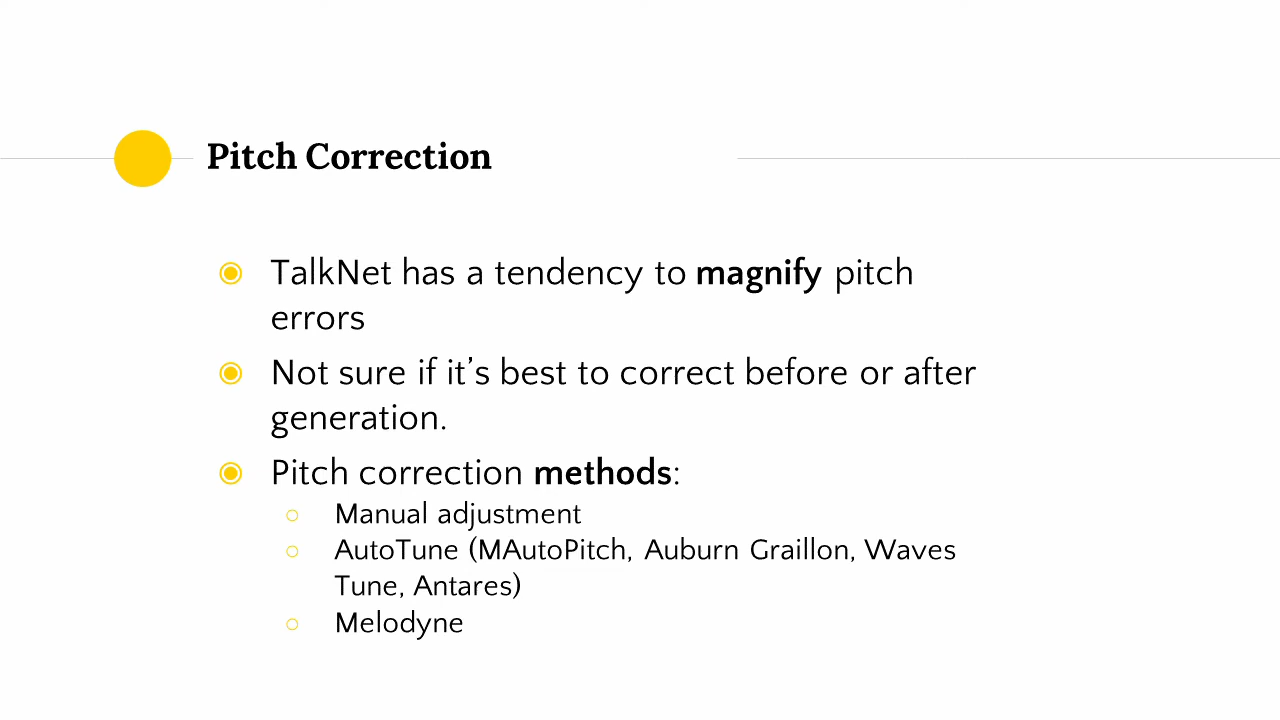 Pitch Correction
TalkNet has a tendency to magnify pitch
errors
Not sure if it’s best to correct before or after
generation.
Pitch correction methods:
Manual adjustment
AutoTune (MAutoPitch, Auburn Graillon, Waves
Tune, Antares)
Melodyne